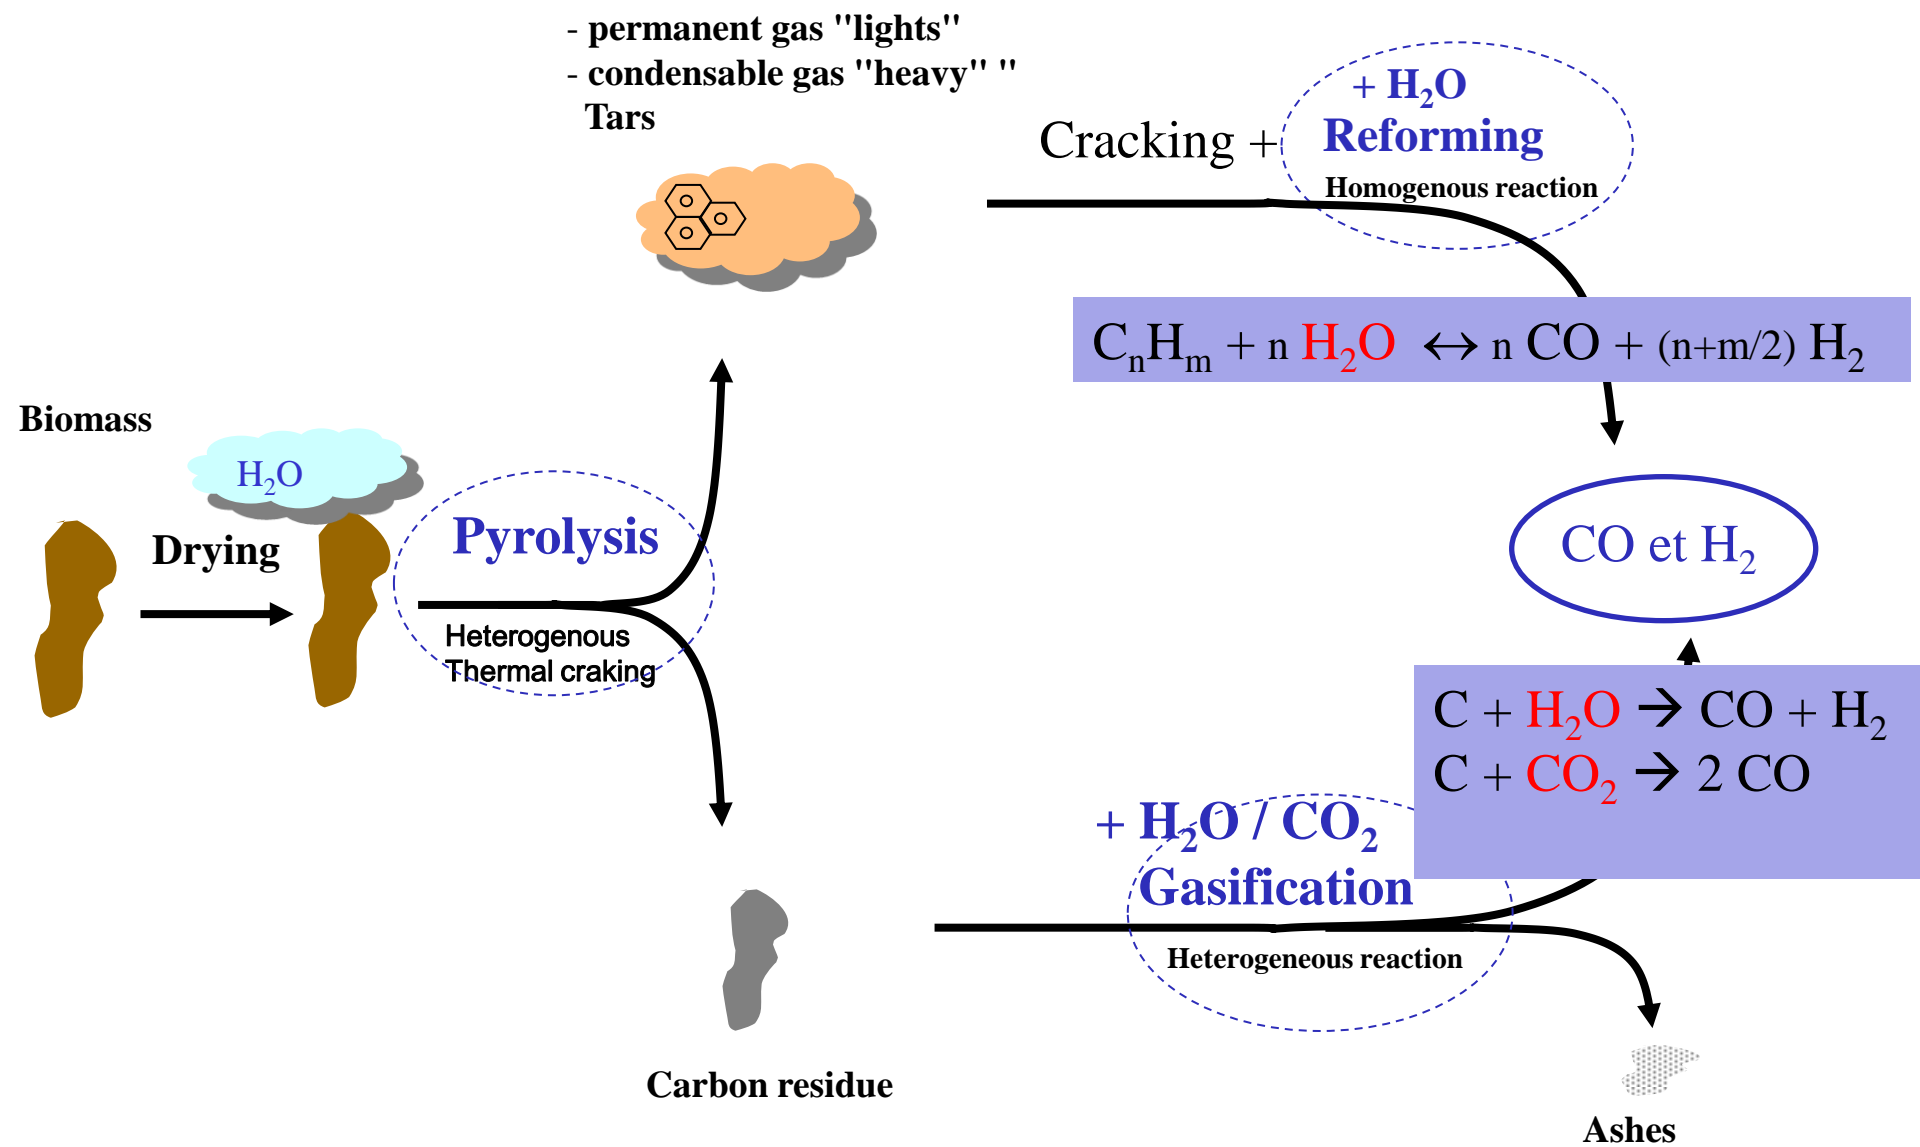 - permanent gas "lights"
- condensable gas "heavy" "
Tars
+ H₂O
Cracking + Reforming
Homogenous reaction
CₙHₘ + n H₂O ↔ n CO + (n+m/2) H₂
Biomass
H₂O
Drying
Pyrolysis
Heterogenous
Thermal craking
CO et H₂
C + H₂O → CO + H₂
C + CO₂ → 2 CO
+ H₂O / CO₂
Gasification
Heterogeneous reaction
Carbon residue
Ashes